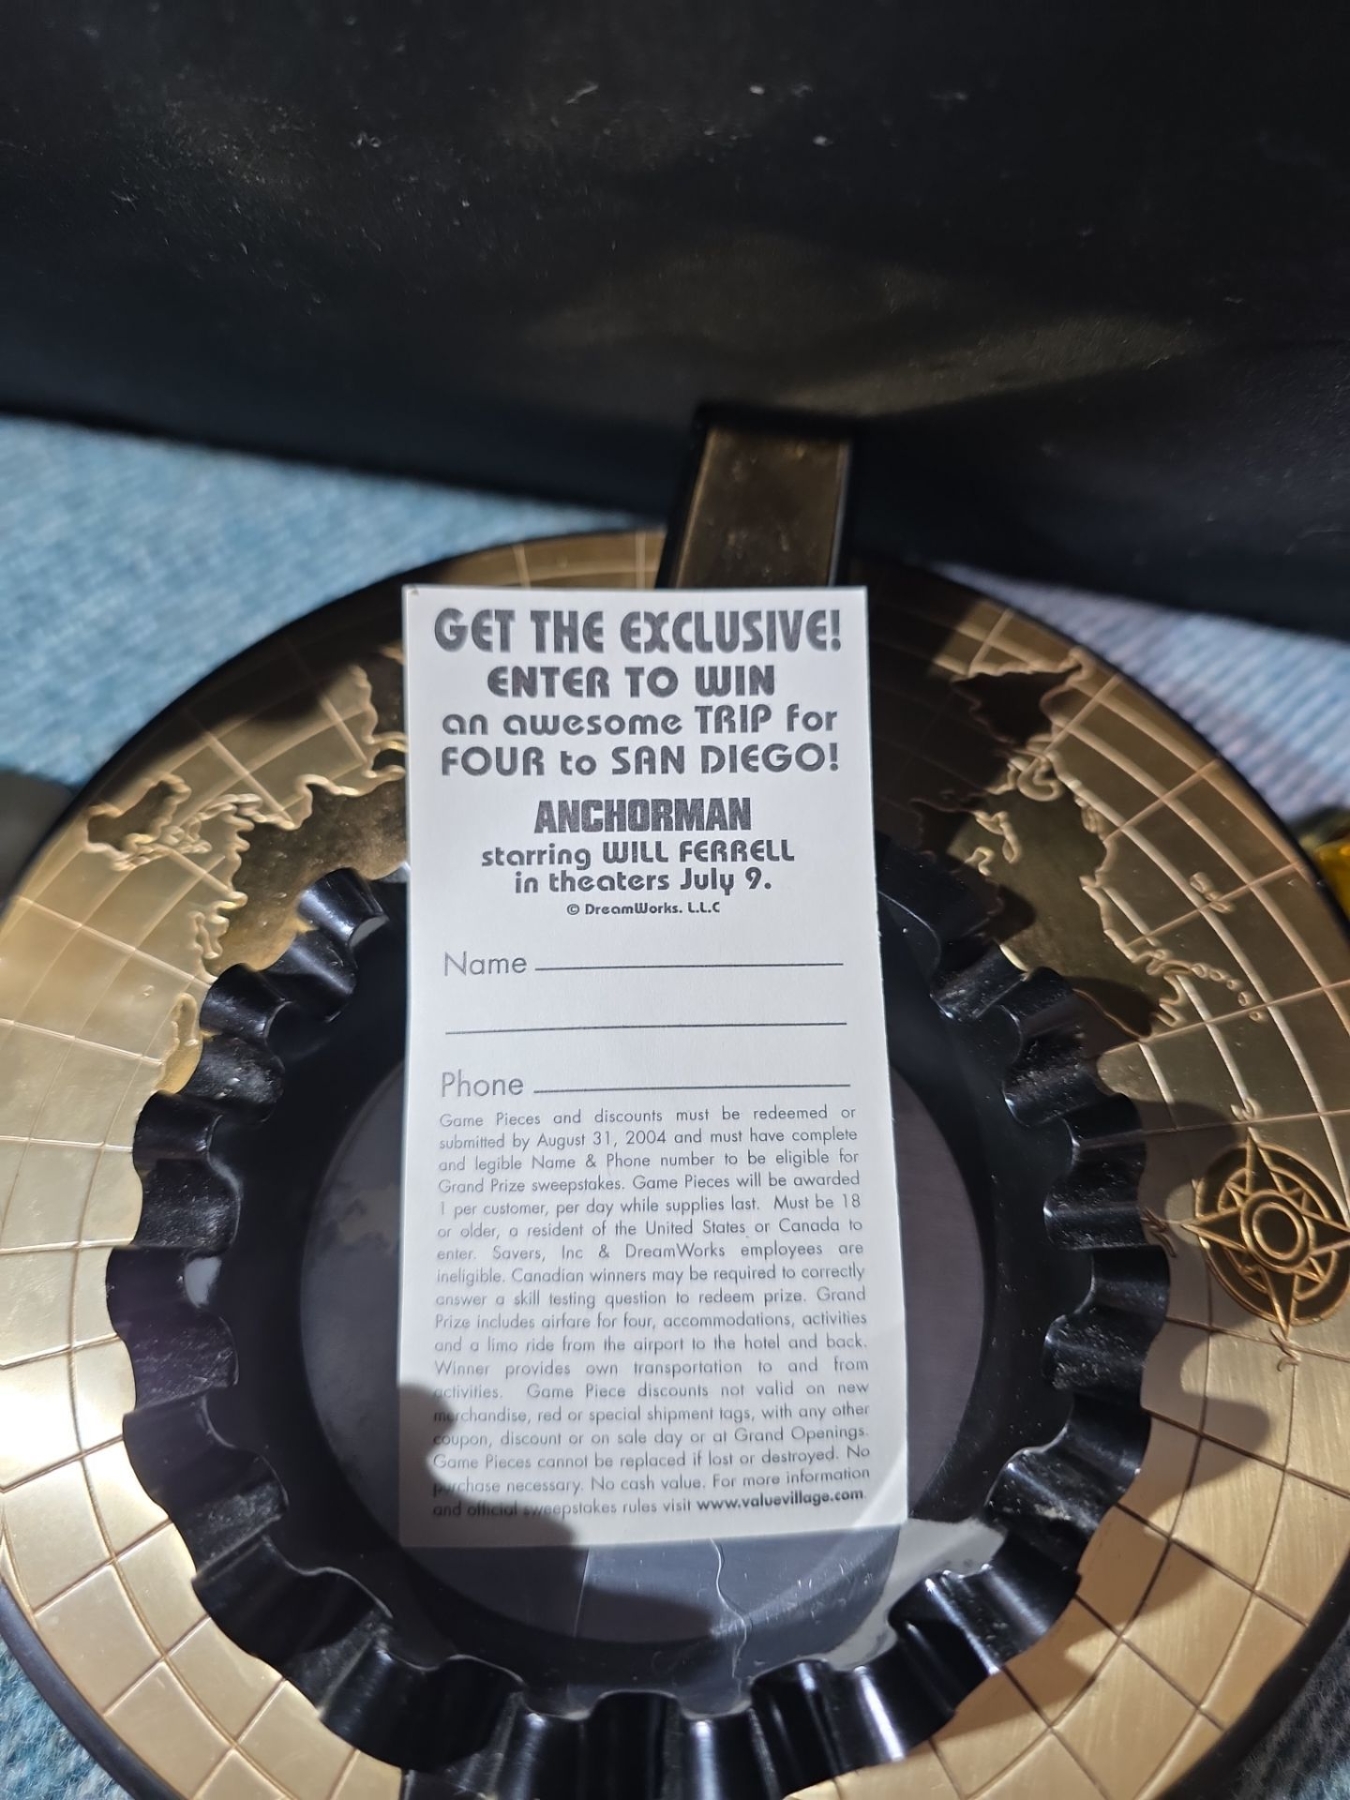 GET THE EXCLUSIVE!
ENTER TO WIN
an awesome TRIP for
FOUR to SAN DIEGO!
ANCHORMAN
starring WILL FERRELL
in theaters July 9.
© DreamWorks. L.L.C
Name
Phone
Game Pieces and discounts must be redeemed or
submitted by August 31, 2004 and must have complete
and legible Name & Phone number to be eligible for
Grand Prize sweepstakes. Game Pieces will be awarded
1 per customer, per day while supplies last. Must be 18
or older, a resident of the United States or Canada to
enter. Savers, Inc & DreamWorks employees are
ineligible. Canadian winners may be required to correctly
answer a skill testing question to redeem prize. Grand
Prize includes airfare for four, accommodations, activities
and a limo ride from the airport to the hotel and back.
Winner provides own transportation to and from
activities. Game Piece discounts not valid on new
merchandise, red or special shipment tags, with any other
coupon, discount or on sale day or at Grand Openings.
Game Pieces cannot be replaced if lost or destroyed. No
purchase necessary. No cash value. For more information
and official sweepstakes rules visit www.valuevillage.com.